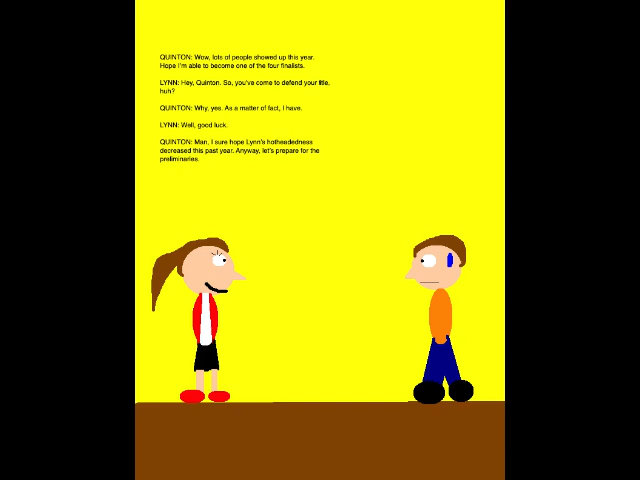 QUINTON: Wow, lots of people showed up this year.
Hope I'm able to become one of the four finalists.
LYNN: Hey, Quinton. So, you've come to defend your title,
huh?
QUINTON: Why, yes. As a matter of fact, I have.
LYNN: Well, good luck.
QUINTON: Man, I sure hope Lynn's hotheadedness
decreased this past year. Anyway, let's prepare for the
preliminaries.